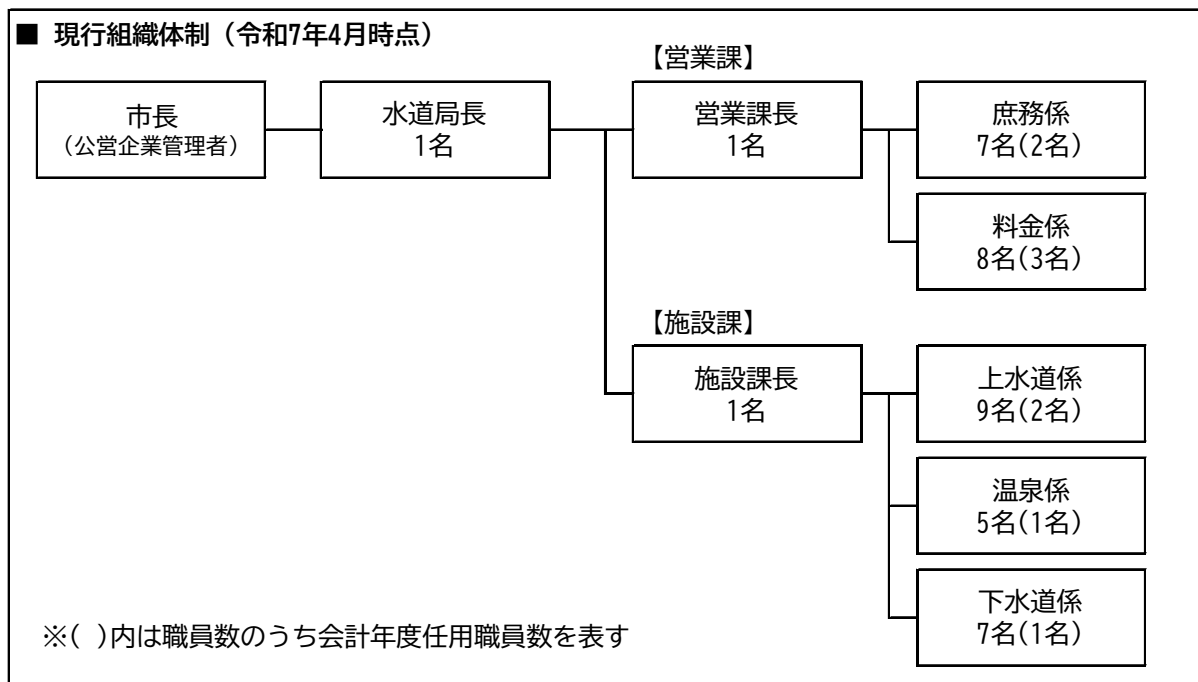 ■ 現行組織体制（令和7年4月時点）
市長
（公営企業管理者）
水道局長
1名
【営業課】
営業課長
1名
庶務係
7名(2名)
料金係
8名(3名)
【施設課】
施設課長
1名
上水道係
9名(2名)
温泉係
5名(1名)
下水道係
7名(1名)
※( )内は職員数のうち会計年度任用職員数を表す